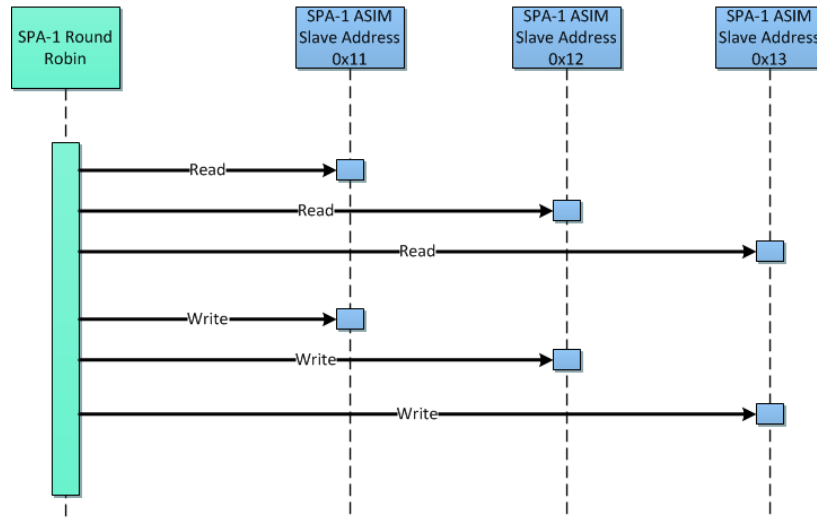 SPA-1 Round
Robin
SPA-1 ASIM
Slave Address
0x11
SPA-1 ASIM
Slave Address
0x12
SPA-1 ASIM
Slave Address
0x13
Read
Read
Read
Write
Write
Write